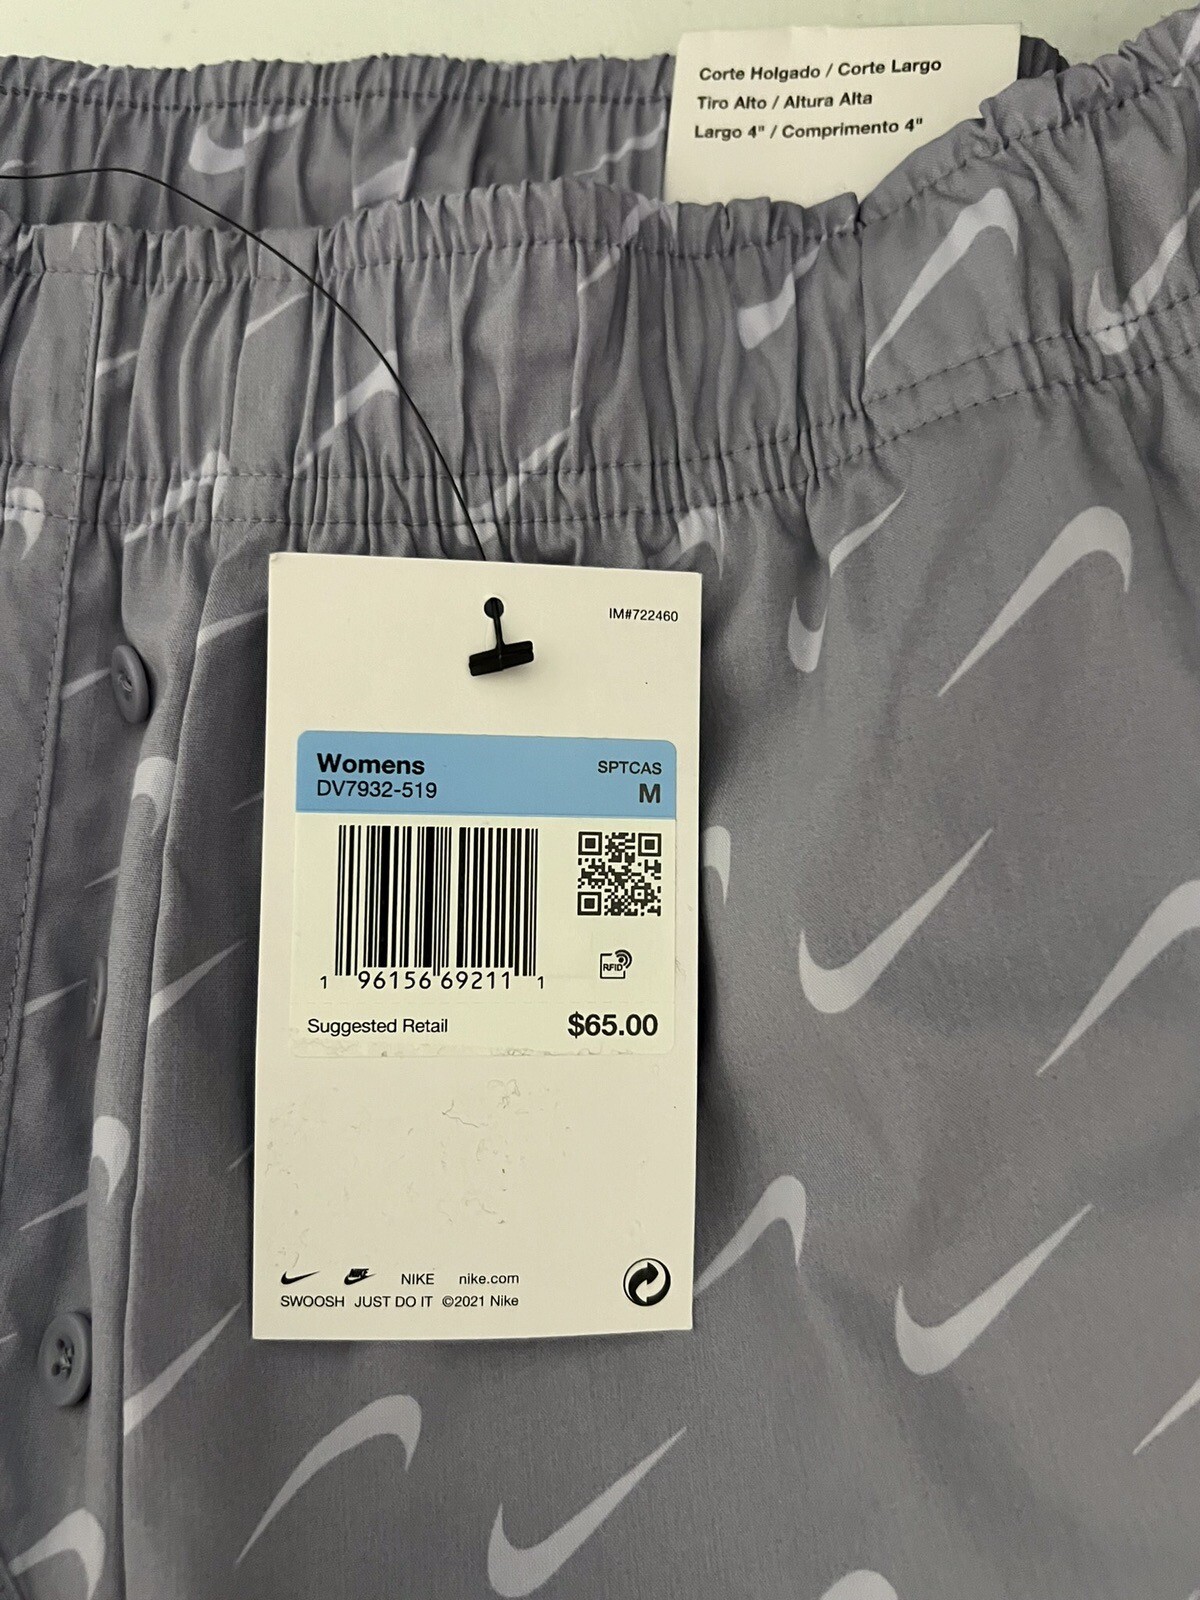 Corte Holgado / Corte Largo
Tiro Alto / Altura Alta
Largo 4" / Comprimento 4"
IM#722460
Womens
SPTCAS
DV7932-519
M
RFID
1 96156 69211 1
Suggested Retail
$65.00
NIKE nike.com
SWOOSH JUST DO IT ©2021 Nike